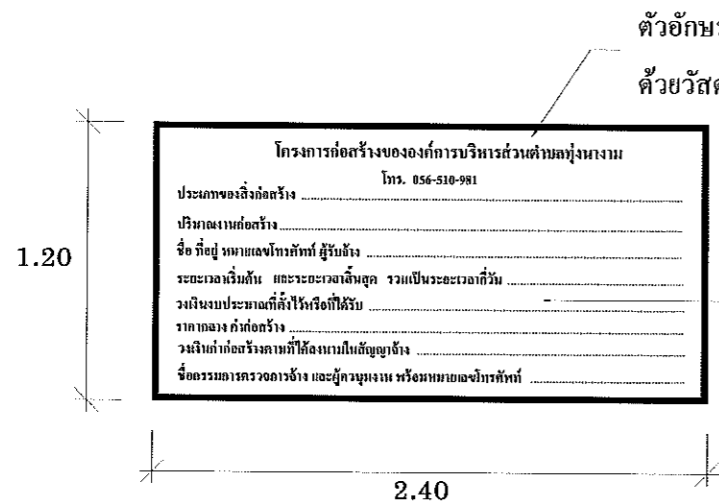 ตัวอักษร
ด้วยวัสด
โครงการก่อสร้างขององค์การบริหารส่วนตำบลทุ่งนางาม
โทร. 056-510-981
ประเภทของสิ่งก่อสร้าง
ปริมาณงานก่อสร้าง
ชื่อ ที่อยู่ หมายเลขโทรศัพท์ ผู้รับจ้าง
ระยะเวลาเริ่มต้น และระยะเวลาสิ้นสุด รวมเป็นระยะเวลากี่วัน
วงเงินงบประมาณที่ตั้งไว้หรือที่ได้รับ
ราคากลาง ค่าก่อสร้าง
วงเงินค่าก่อสร้างตามที่ได้ลงนามในสัญญาจ้าง
ชื่อกรรมการตรวจการจ้าง และผู้ควบคุมงาน พร้อมหมายเลขโทรศัพท์
1.20
2.40